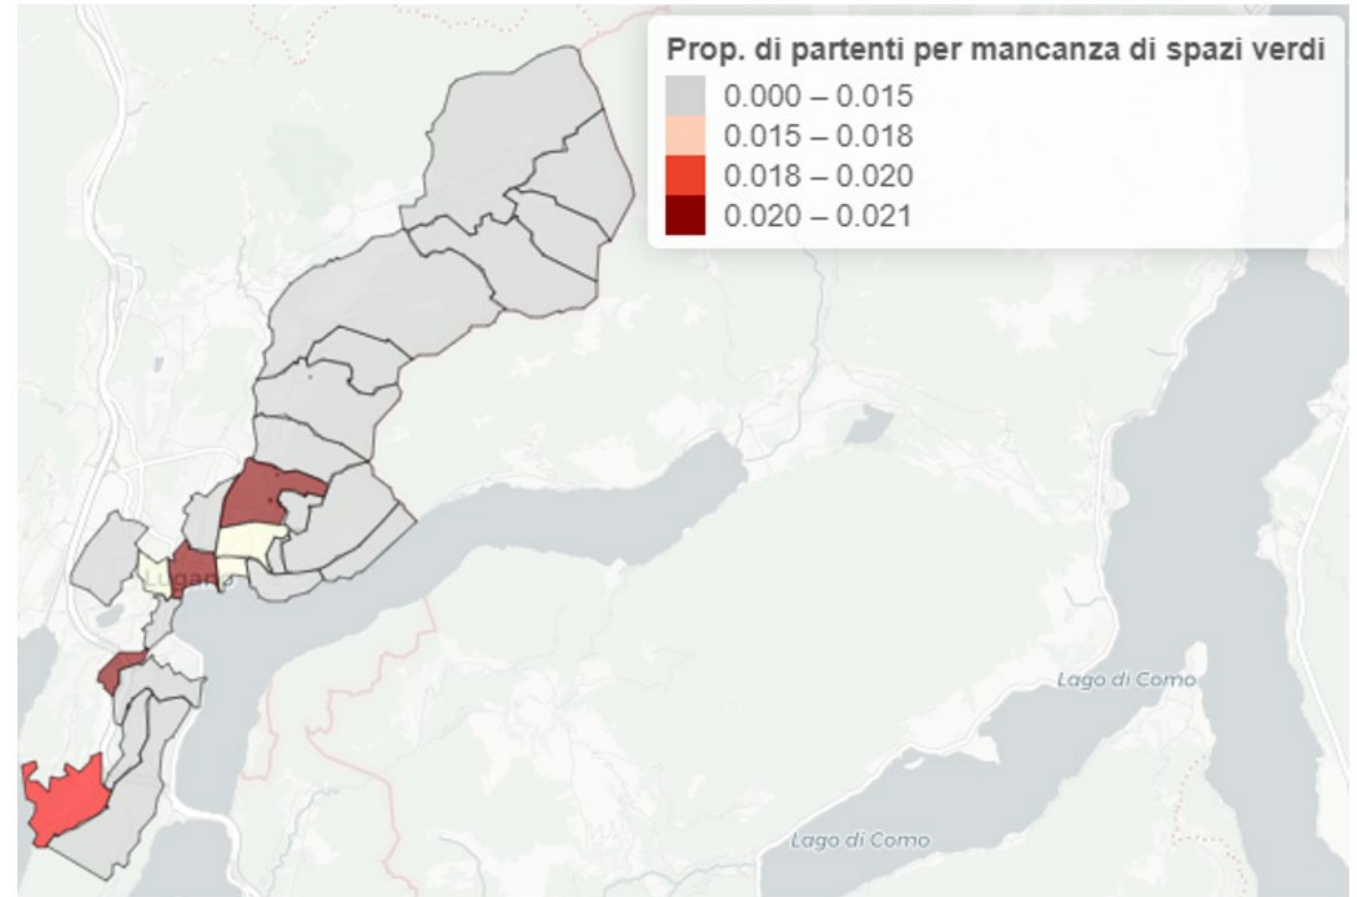 Prop. di partenti per mancanza di spazi verdi
0.000 – 0.015
0.015 – 0.018
0.018 – 0.020
0.020 – 0.021
Lugano
Lago di Como
Lago di Como